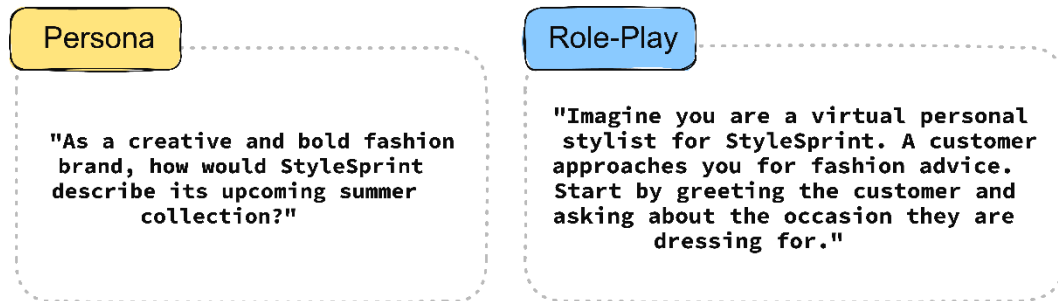 Persona
"As a creative and bold fashion
brand, how would StyleSprint
describe its upcoming summer
collection?"
Role-Play
"Imagine you are a virtual personal
stylist for StyleSprint. A customer
approaches you for fashion advice.
Start by greeting the customer and
asking about the occasion they are
dressing for."